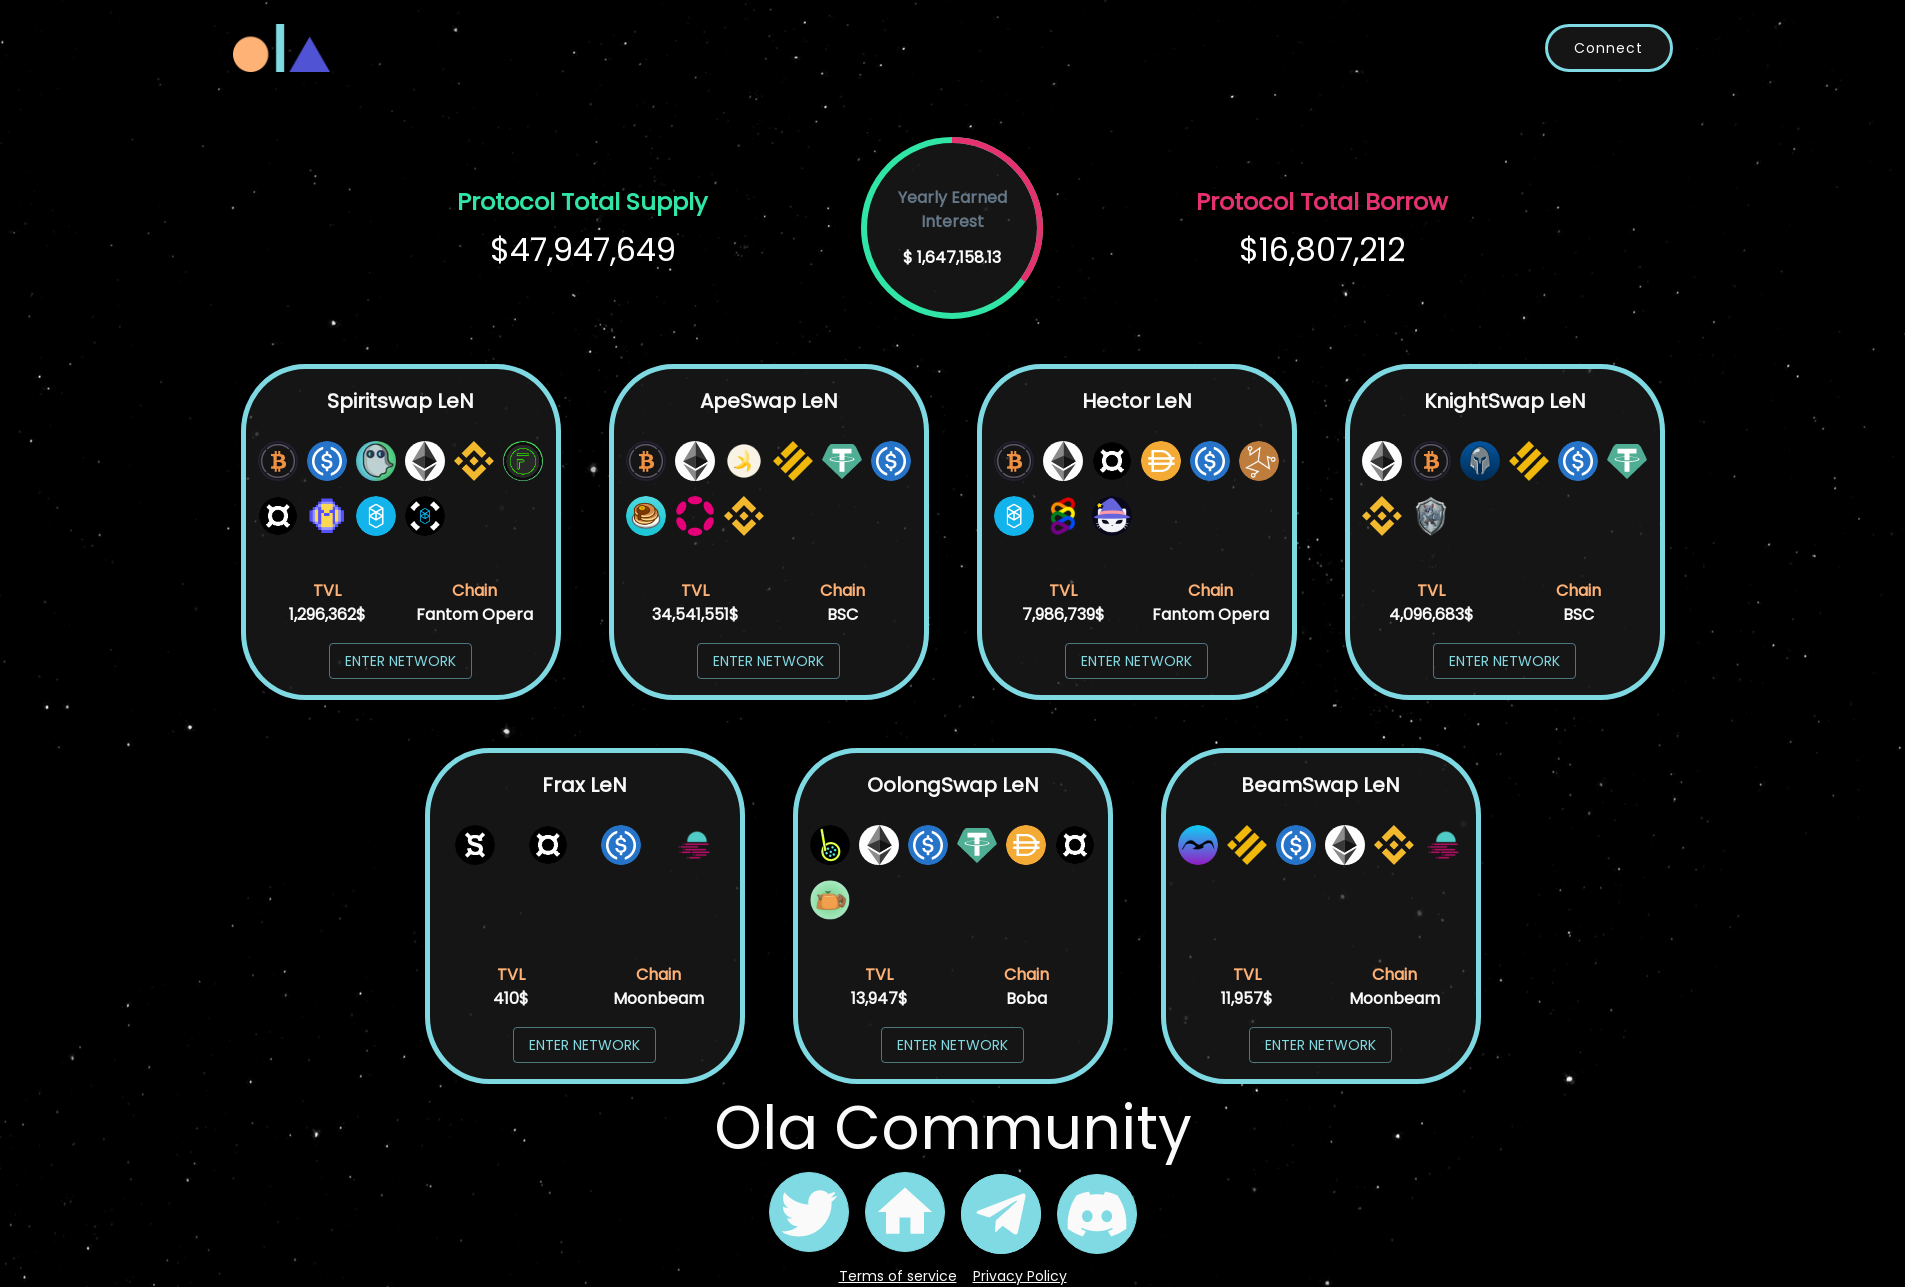 ola
Connect
Protocol Total Supply
$47,947,649
Yearly Earned
Interest
$ 1,647,158.13
Protocol Total Borrow
$16,807,212
Spiritswap LeN
TVL
1,296,362$
Chain
Fantom Opera
ENTER NETWORK
ApeSwap LeN
TVL
34,541,551$
Chain
BSC
ENTER NETWORK
Hector LeN
TVL
7,986,739$
Chain
Fantom Opera
ENTER NETWORK
KnightSwap LeN
TVL
4,096,683$
Chain
BSC
ENTER NETWORK
Frax LeN
TVL
410$
Chain
Moonbeam
ENTER NETWORK
OolongSwap LeN
TVL
13,947$
Chain
Boba
ENTER NETWORK
BeamSwap LeN
TVL
11,957$
Chain
Moonbeam
ENTER NETWORK
Ola Community
Terms of service
Privacy Policy